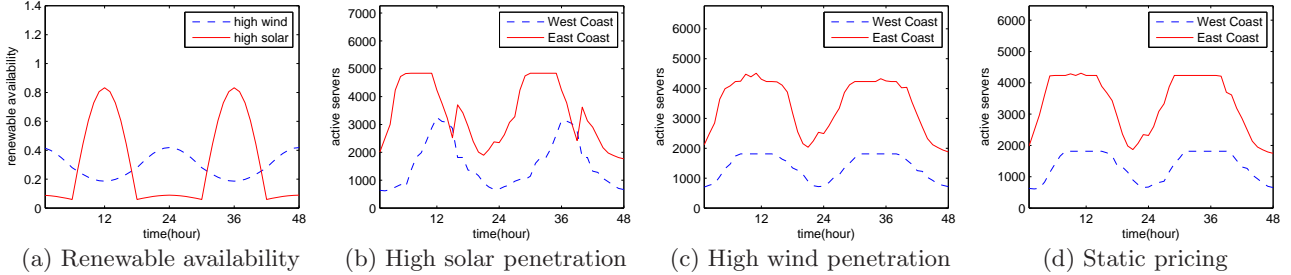 1.4
1.2
1
0.8
0.6
0.4
0.2
0
renewable availability
12
24
36
48
time(hour)
high wind
high solar
(a) Renewable availability
7000
6000
5000
4000
3000
2000
1000
0
active servers
12
24
36
48
time(hour)
West Coast
East Coast
(b) High solar penetration
6000
5000
4000
3000
2000
1000
0
active servers
12
24
36
48
time(hour)
West Coast
East Coast
(c) High wind penetration
6000
5000
4000
3000
2000
1000
0
active servers
12
24
36
48
time(hour)
West Coast
East Coast
(d) Static pricing